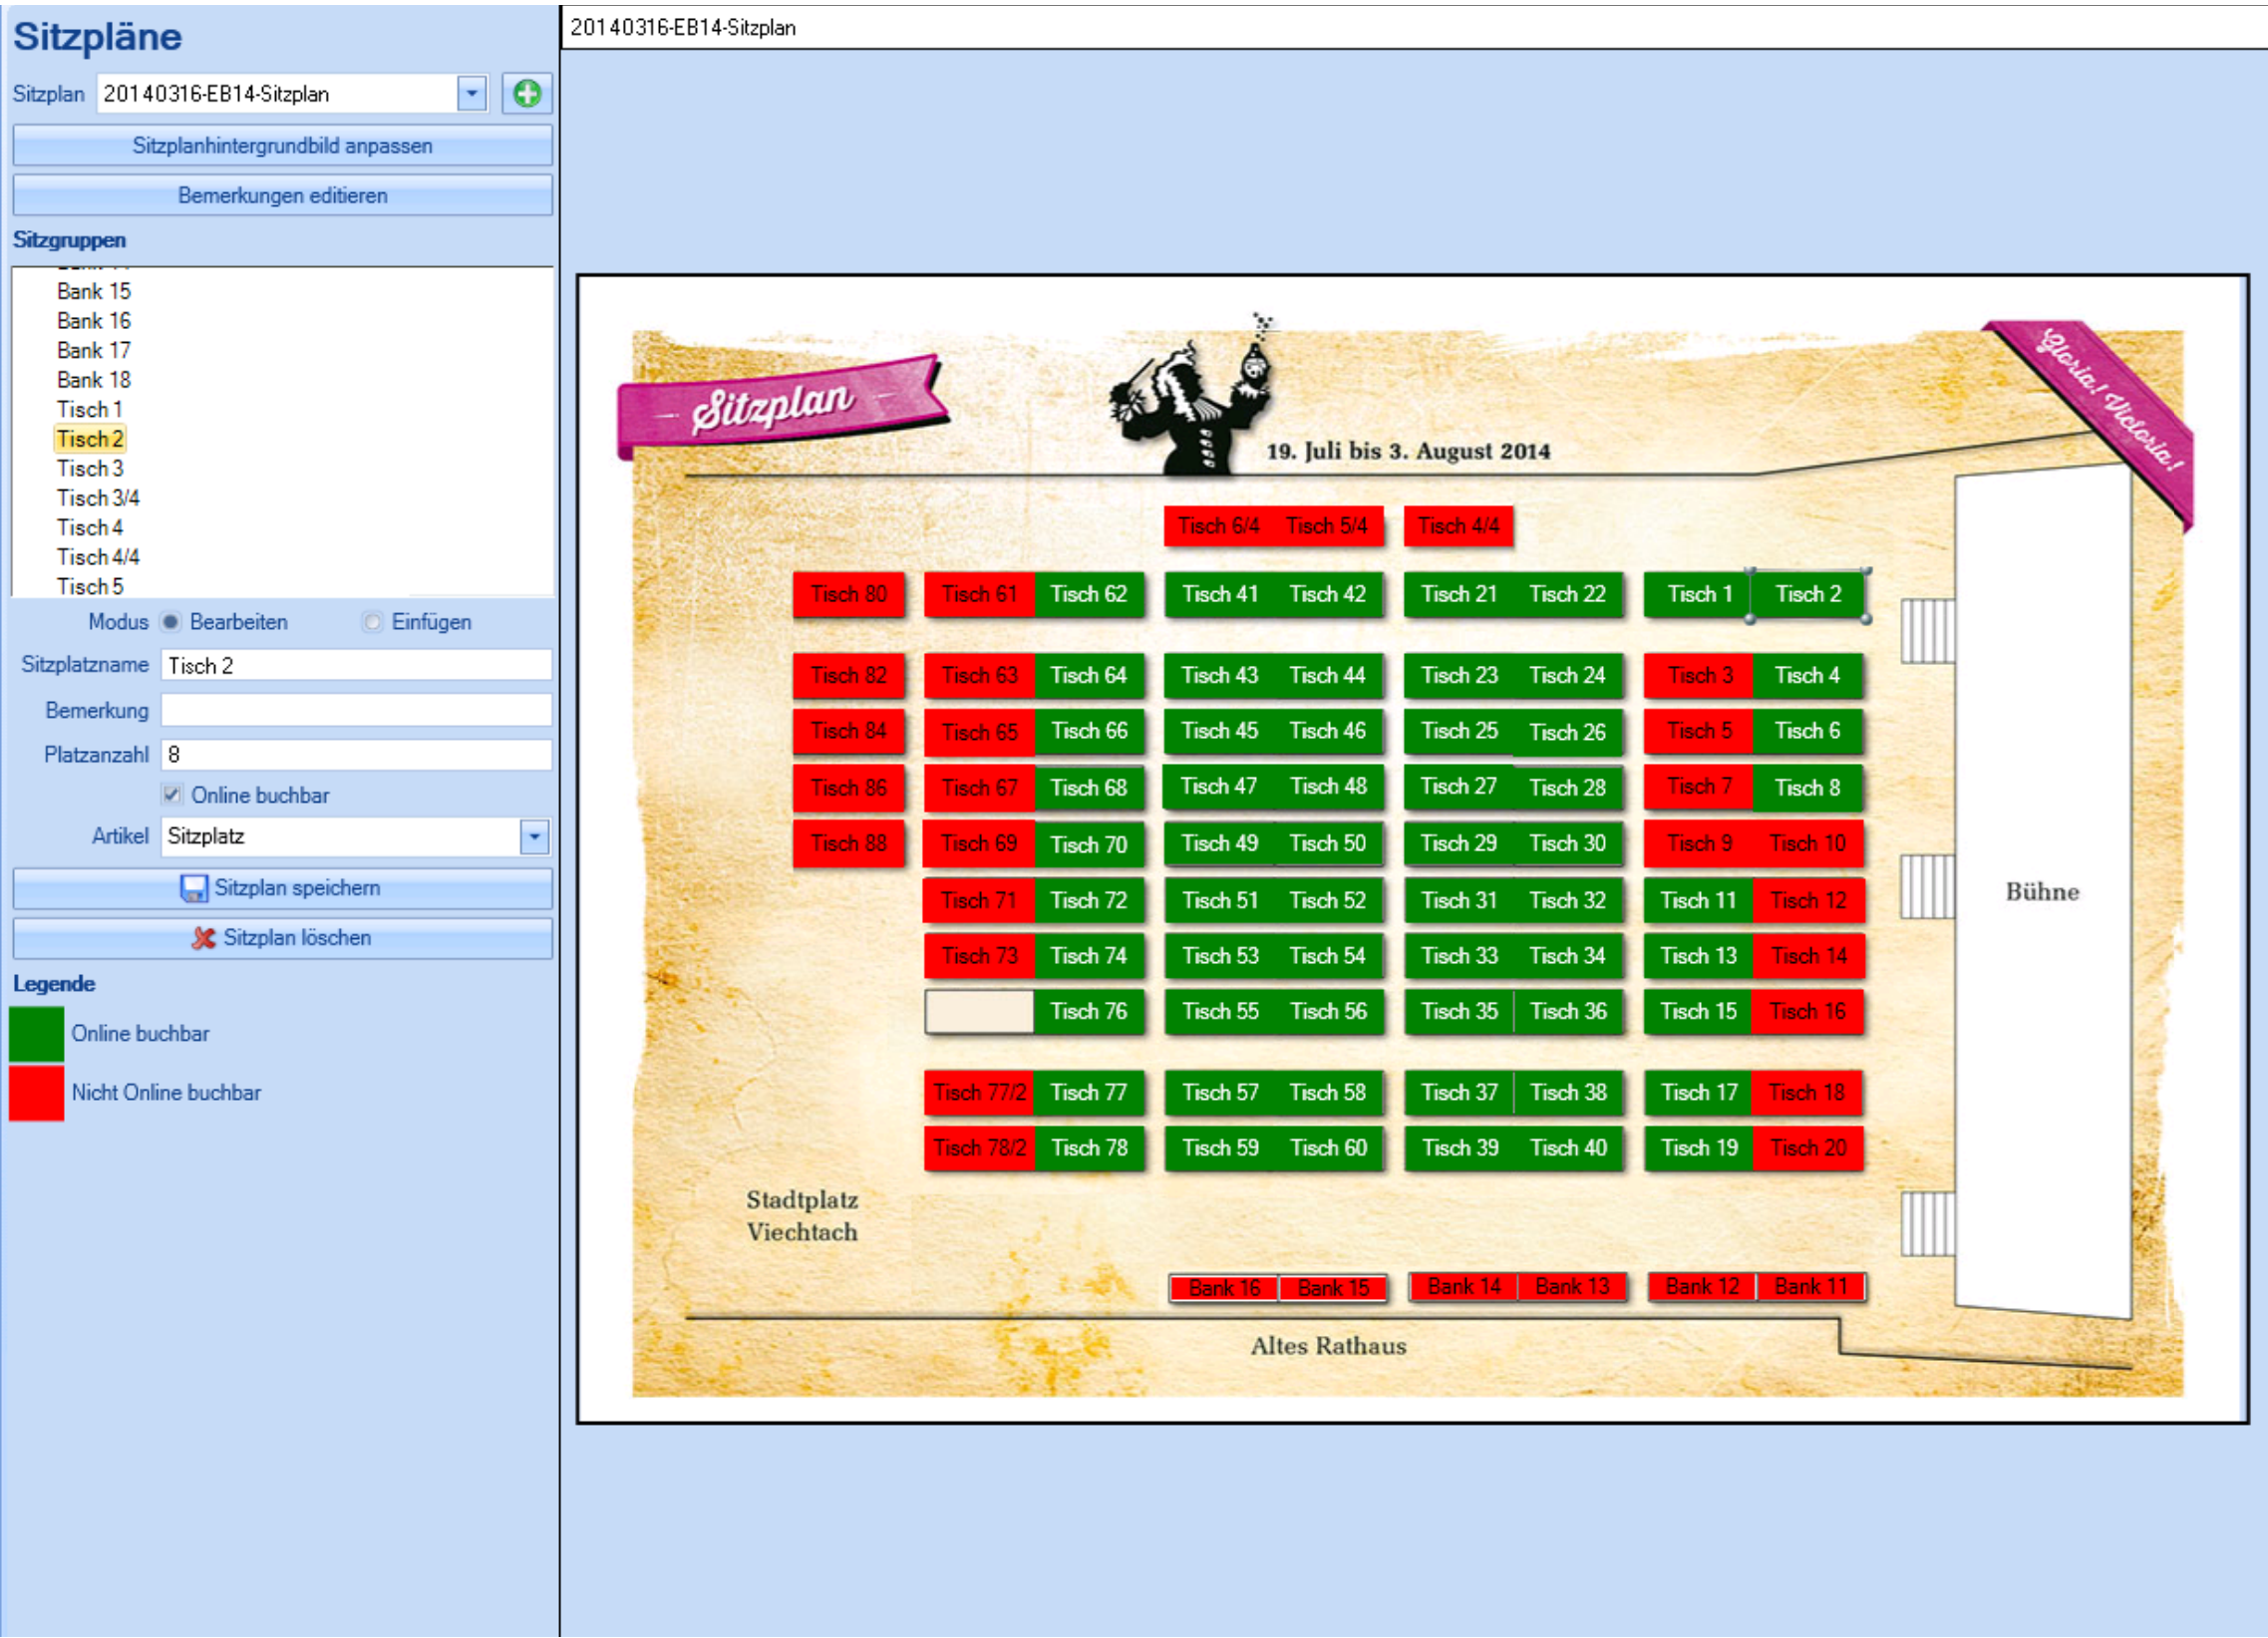 Sitzpläne
Sitzplan 20140316-EB14-Sitzplan
Sitzplanhintergrundbild anpassen
Bemerkungen editieren
Sitzgruppen
Bank 15
Bank 16
Bank 17
Bank 18
Tisch 1
Tisch 2
Tisch 3
Tisch 3/4
Tisch 4
Tisch 4/4
Tisch 5
Modus Bearbeiten Einfügen
Sitzplatzname Tisch 2
Bemerkung
Platzanzahl 8
Online buchbar
Artikel Sitzplatz
Sitzplan speichern
Sitzplan löschen
Legende
Online buchbar
Nicht Online buchbar
20140316-EB14-Sitzplan
Sitzplan
Gloria! Victoria!
19. Juli bis 3. August 2014
Tisch 6/4 Tisch 5/4 Tisch 4/4
Tisch 80 Tisch 61 Tisch 62 Tisch 41 Tisch 42 Tisch 21 Tisch 22 Tisch 1 Tisch 2
Tisch 82 Tisch 63 Tisch 64 Tisch 43 Tisch 44 Tisch 23 Tisch 24 Tisch 3 Tisch 4
Tisch 84 Tisch 65 Tisch 66 Tisch 45 Tisch 46 Tisch 25 Tisch 26 Tisch 5 Tisch 6
Tisch 86 Tisch 67 Tisch 68 Tisch 47 Tisch 48 Tisch 27 Tisch 28 Tisch 7 Tisch 8
Tisch 88 Tisch 69 Tisch 70 Tisch 49 Tisch 50 Tisch 29 Tisch 30 Tisch 9 Tisch 10
Tisch 71 Tisch 72 Tisch 51 Tisch 52 Tisch 31 Tisch 32 Tisch 11 Tisch 12
Bühne
Tisch 73 Tisch 74 Tisch 53 Tisch 54 Tisch 33 Tisch 34 Tisch 13 Tisch 14
Tisch 76 Tisch 55 Tisch 56 Tisch 35 Tisch 36 Tisch 15 Tisch 16
Tisch 77/2 Tisch 77 Tisch 57 Tisch 58 Tisch 37 Tisch 38 Tisch 17 Tisch 18
Tisch 78/2 Tisch 78 Tisch 59 Tisch 60 Tisch 39 Tisch 40 Tisch 19 Tisch 20
Stadtplatz
Viechtach
Bank 16 Bank 15 Bank 14 Bank 13 Bank 12 Bank 11
Altes Rathaus